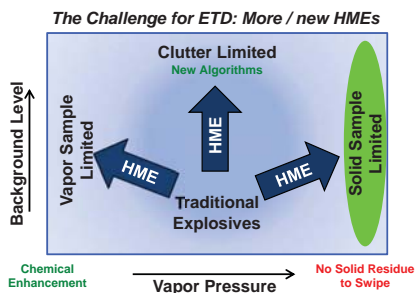 The Challenge for ETD: More / new HMEs
Clutter Limited
New Algorithms
Background Level
Vapor Sample
Limited
HME
HME
HME
Solid Sample
Limited
Traditional
Explosives
Chemical
Enhancement
Vapor Pressure
No Solid Residue
to Swipe